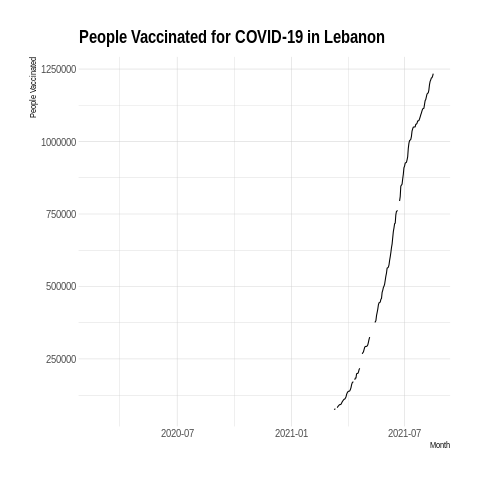 People Vaccinated for COVID-19 in Lebanon
People Vaccinated
1250000
1000000
750000
500000
250000
2020-07
2021-01
2021-07
Month